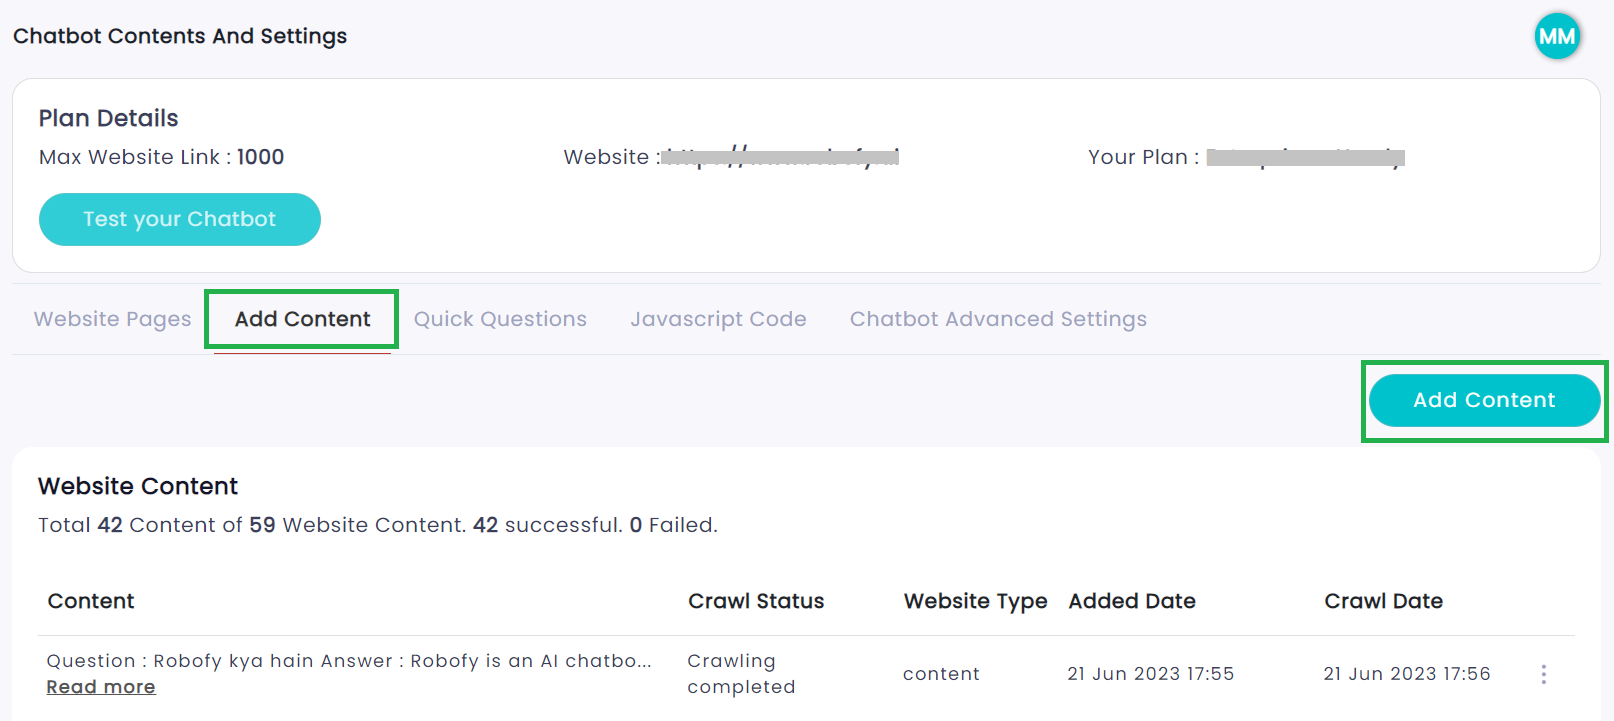 Chatbot Contents And Settings
MM
Plan Details
Max Website Link : 1000
Website :
Your Plan :
Test your Chatbot
Website Pages
Add Content
Quick Questions
Javascript Code
Chatbot Advanced Settings
Add Content
Website Content
Total 42 Content of 59 Website Content. 42 successful. 0 Failed.
Content
Crawl Status
Website Type
Added Date
Crawl Date
Question : Robofy kya hain Answer : Robofy is an AI chatbo...
Read more
Crawling
completed
content
21 Jun 2023 17:55
21 Jun 2023 17:56